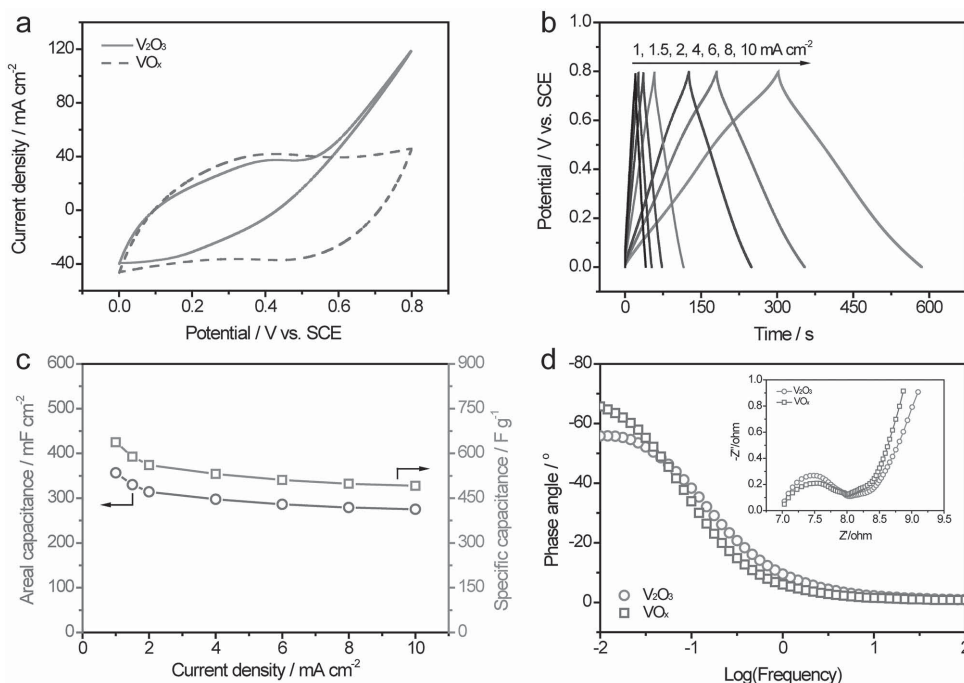 a
V₂O₃
VOₓ
120
80
40
0
-40
0.0 0.2 0.4 0.6 0.8
Current density / mA cm⁻²
Potential / V vs. SCE
b
1, 1.5, 2, 4, 6, 8, 10 mA cm⁻²
1.0
0.8
0.6
0.4
0.2
0.0
0 150 300 450 600
Potential / V vs. SCE
Time / s
c
600
500
400
300
200
100
0
900
750
600
450
300
150
0
0 2 4 6 8 10
Areal capacitance / mF cm⁻²
Specific capacitance / F g⁻¹
Current density / mA cm⁻²
d
-80
-60
-40
-20
0
-2 -1 0 1 2
Phase angle / °
Log(Frequency)
V₂O₃
VOₓ
1.0
0.8
0.6
0.4
0.2
0.0
7.0 7.5 8.0 8.5 9.0 9.5
-Z''/ohm
Z'/ohm
V₂O₃
VOₓ